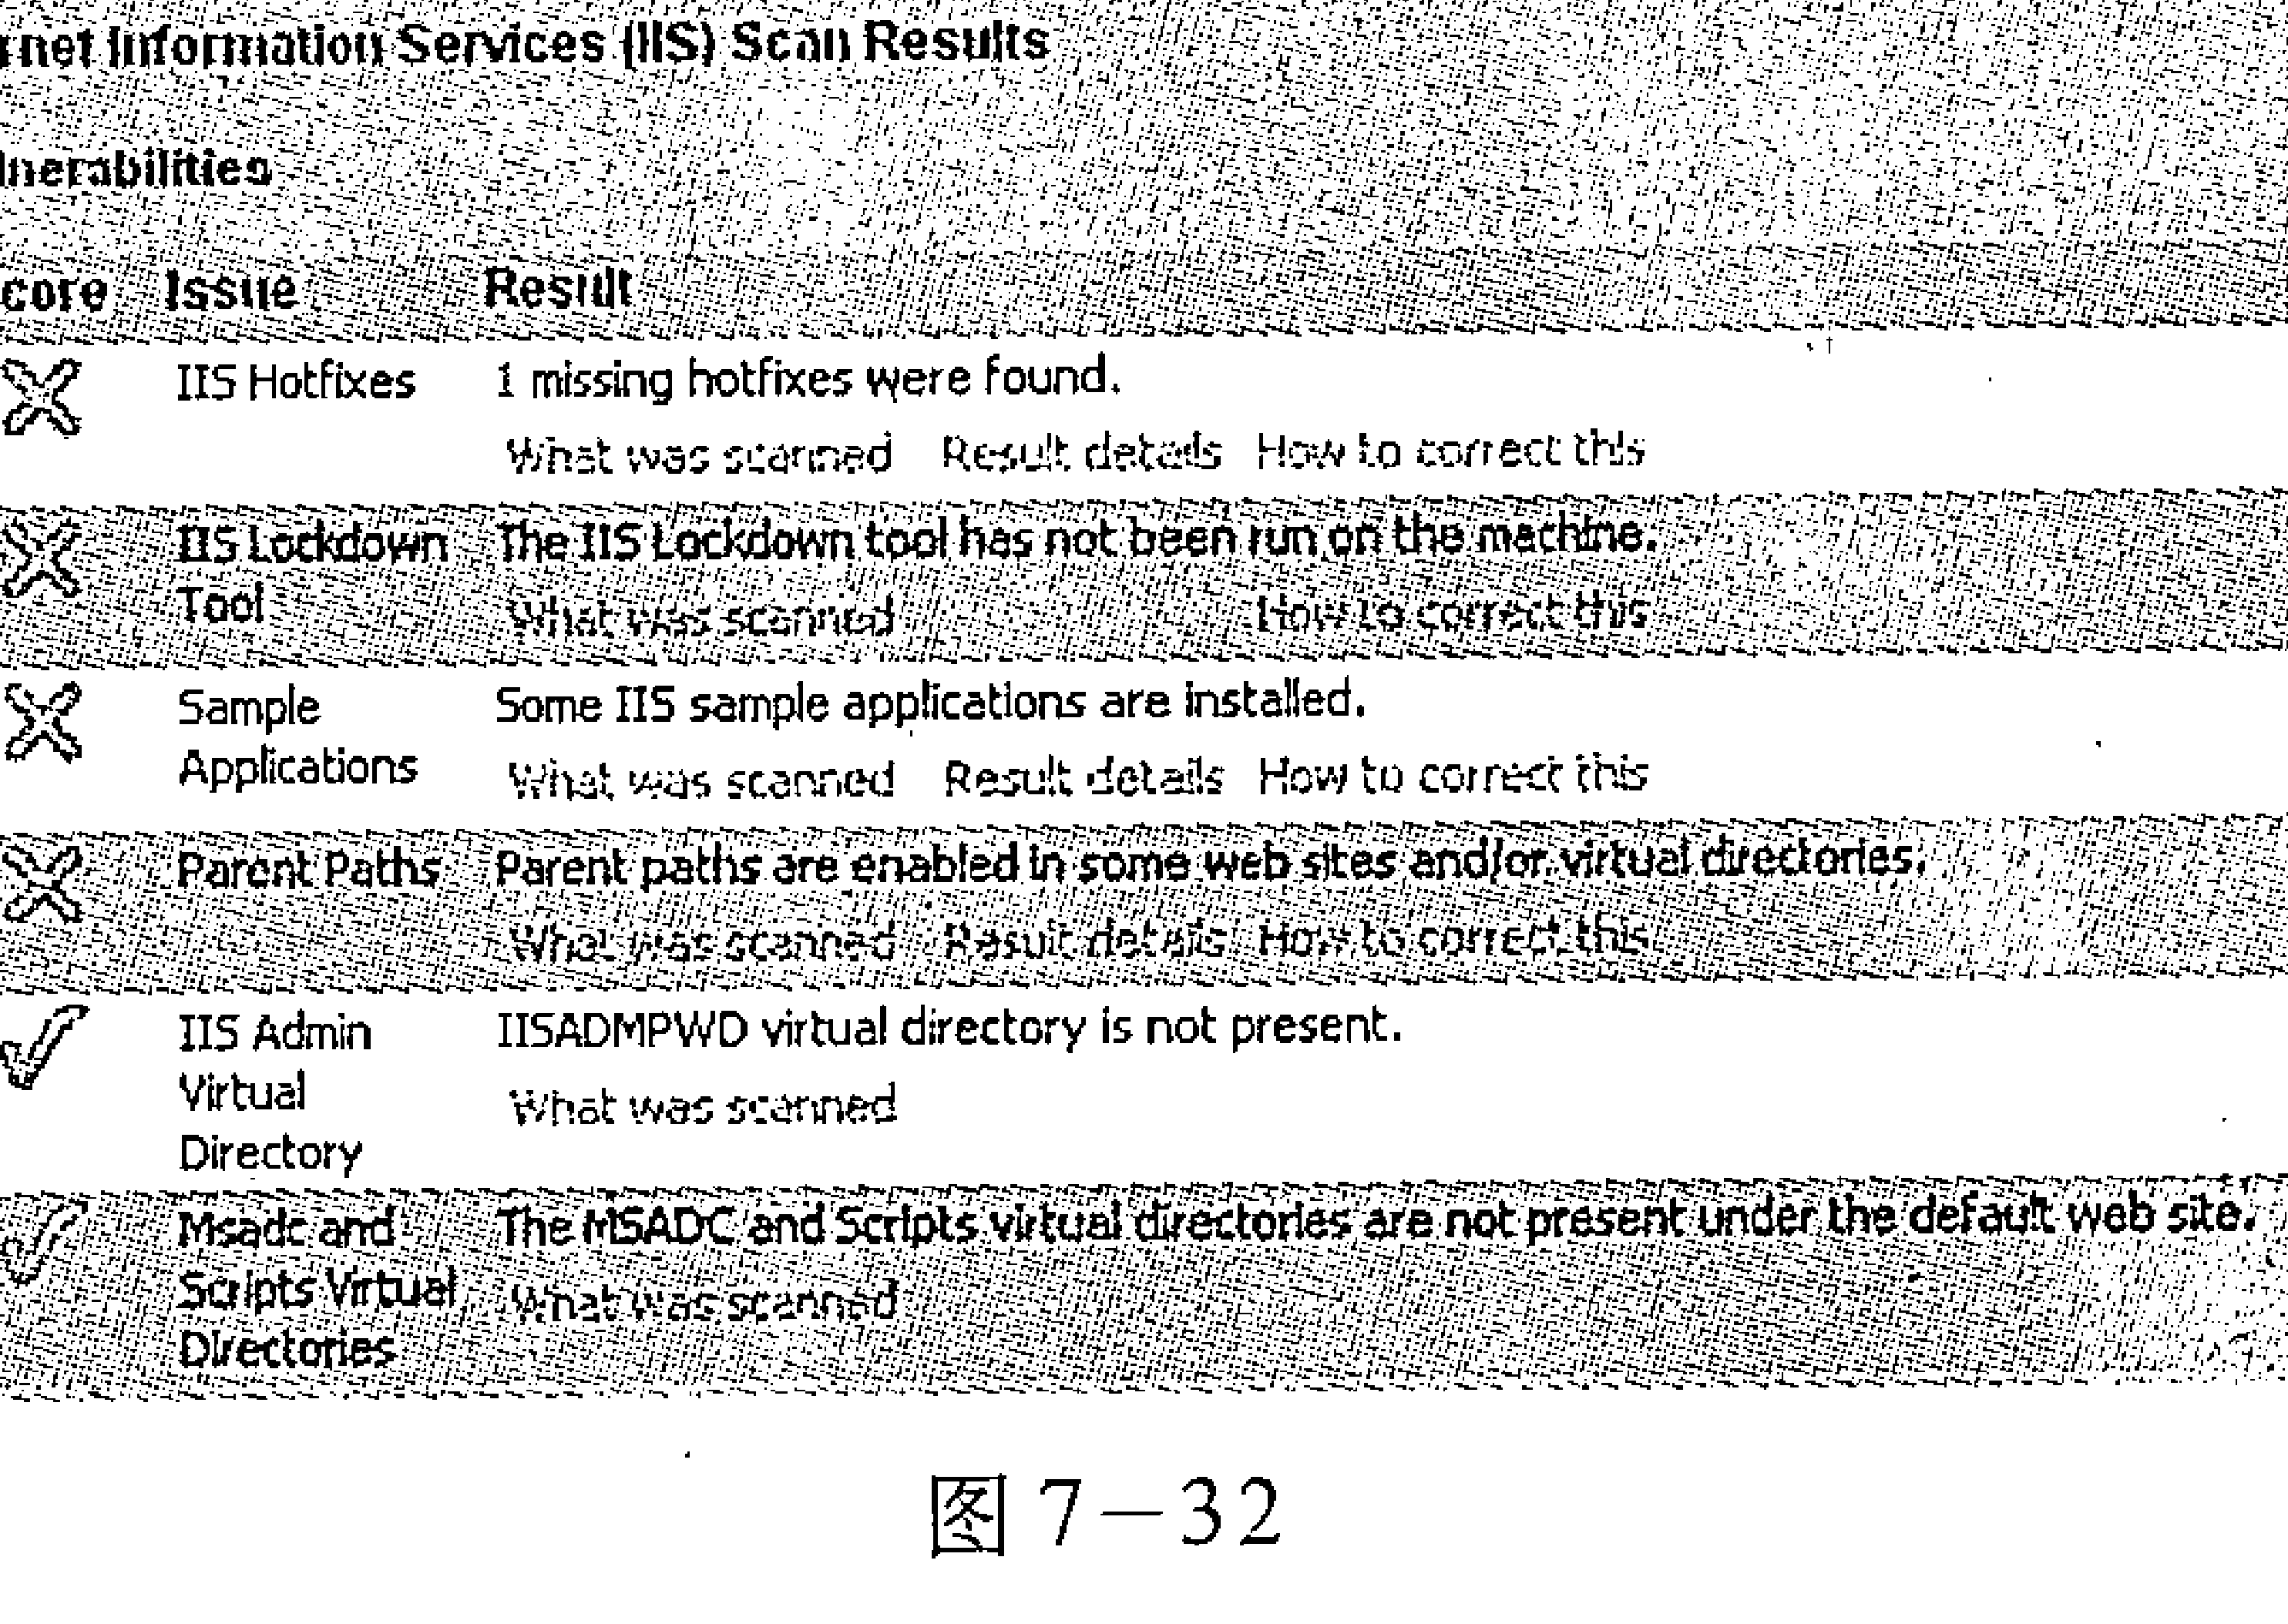 rnet Information Services (IIS) Scan Results
lnerabilities
core Issue Result
IIS Hotfixes 1 missing hotfixes were found.
What was scanned Result details How to correct this
IIS Lockdown The IIS Lockdown tool has not been run on the machine.
Tool What was scanned How to correct this
Sample Some IIS sample applications are installed.
Applications What was scanned Result details How to correct this
Parent Paths Parent paths are enabled in some web sites and/or virtual directories.
What was scanned Result details How to correct this
IIS Admin IISADMPWD virtual directory is not present.
Virtual What was scanned
Directory
Msadc and The MSADC and Scripts virtual directories are not present under the default web site.
Scripts Virtual What was scanned
Directories
图 7-32